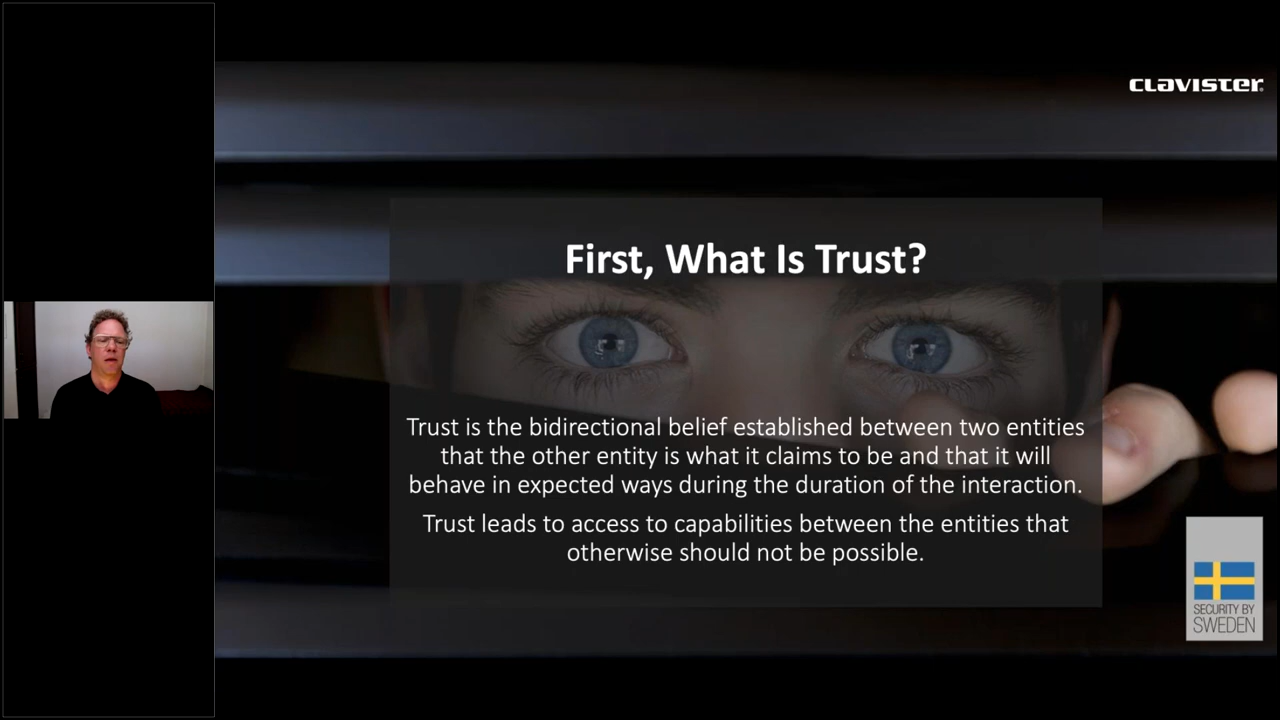 CLAVISTER
First, What Is Trust?
Trust is the bidirectional belief established between two entities
that the other entity is what it claims to be and that it will
behave in expected ways during the duration of the interaction.
Trust leads to access to capabilities between the entities that
otherwise should not be possible.
SECURITY BY
SWEDEN